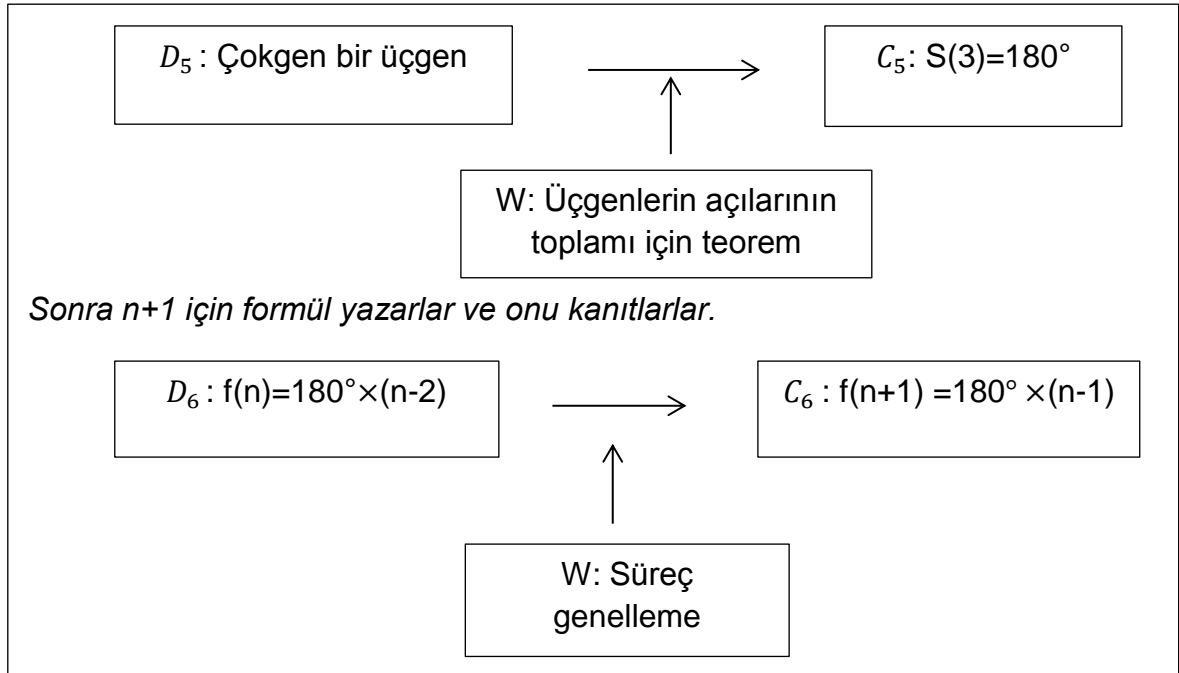 D₅ : Çokgen bir üçgen
C₅: S(3)=180°
W: Üçgenlerin açılarının
toplamı için teorem
Sonra n+1 için formül yazarlar ve onu kanıtlarlar.
D₆ : f(n)=180°×(n-2)
C₆ : f(n+1) =180° ×(n-1)
W: Süreç
genelleme